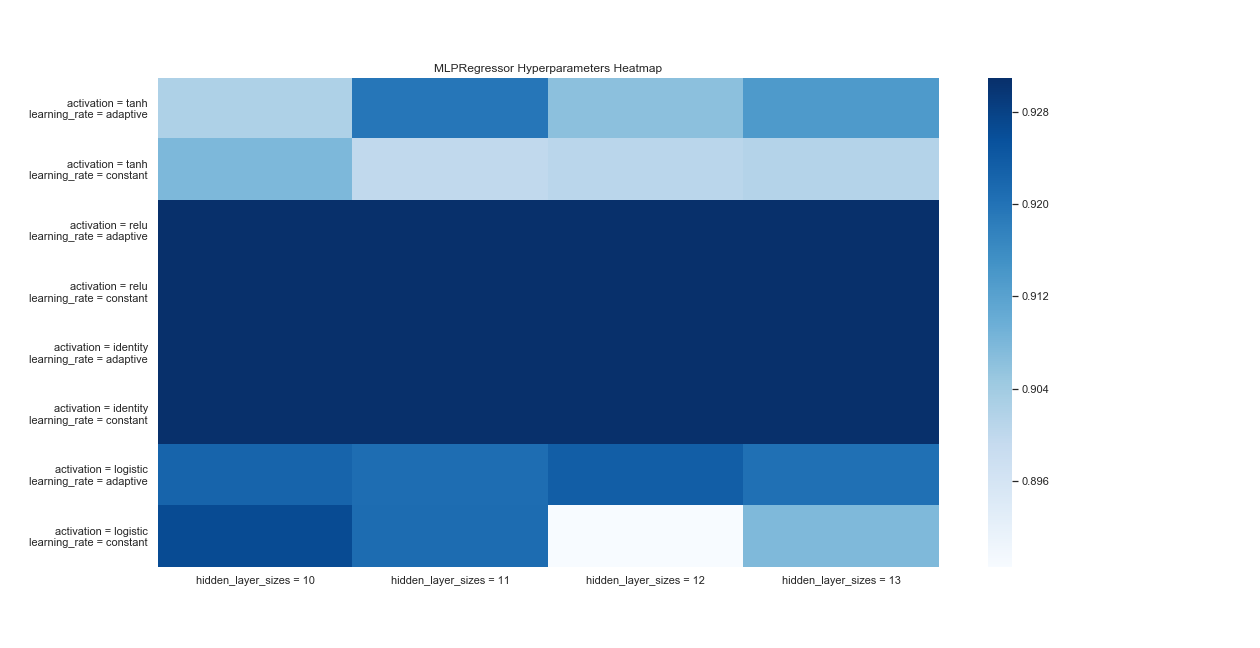 MLPRegressor Hyperparameters Heatmap
activation = tanh
learning_rate = adaptive
activation = tanh
learning_rate = constant
activation = relu
learning_rate = adaptive
activation = relu
learning_rate = constant
activation = identity
learning_rate = adaptive
activation = identity
learning_rate = constant
activation = logistic
learning_rate = adaptive
activation = logistic
learning_rate = constant
hidden_layer_sizes = 10
hidden_layer_sizes = 11
hidden_layer_sizes = 12
hidden_layer_sizes = 13
0.928
0.920
0.912
0.904
0.896